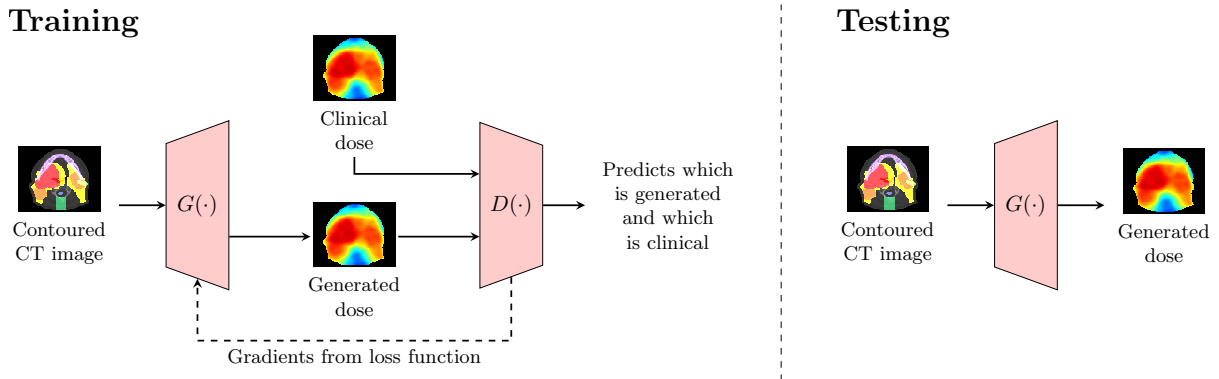 Training
Contoured
CT image
G(·)
Clinical
dose
Generated
dose
D(·)
Predicts which
is generated
and which
is clinical
Gradients from loss function
Testing
Contoured
CT image
G(·)
Generated
dose